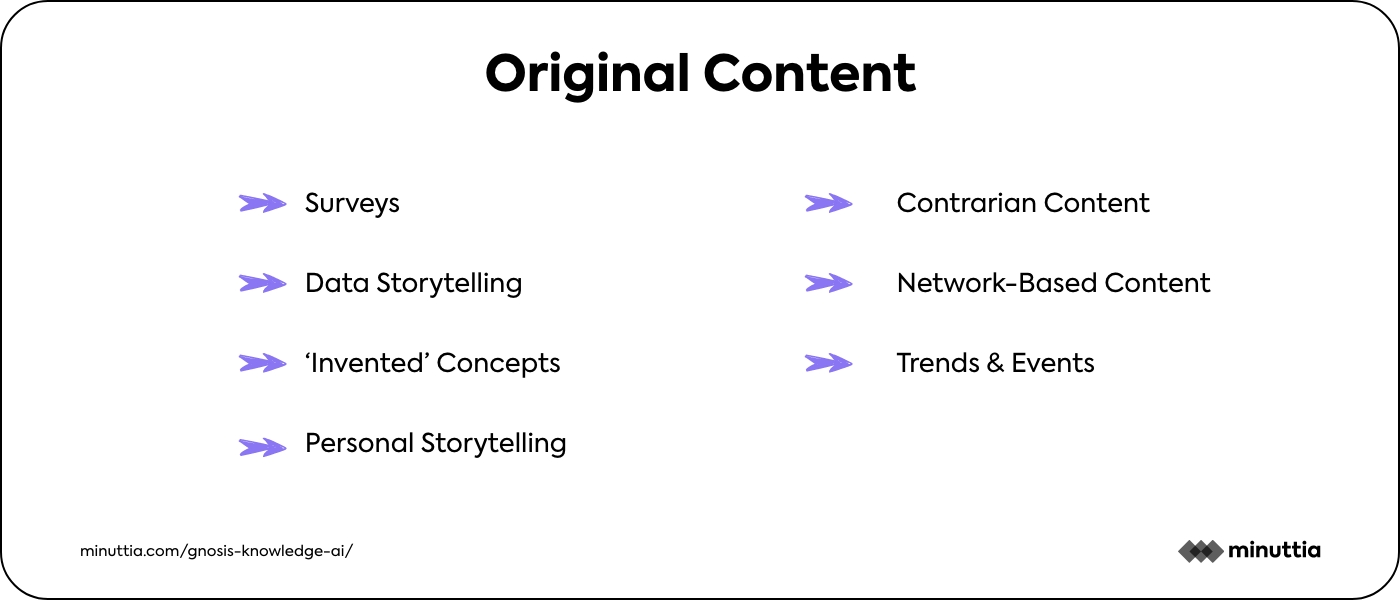 Original Content
Surveys
Data Storytelling
‘Invented’ Concepts
Personal Storytelling
Contrarian Content
Network-Based Content
Trends & Events
minuttia.com/gnosis-knowledge-ai/
minuttia